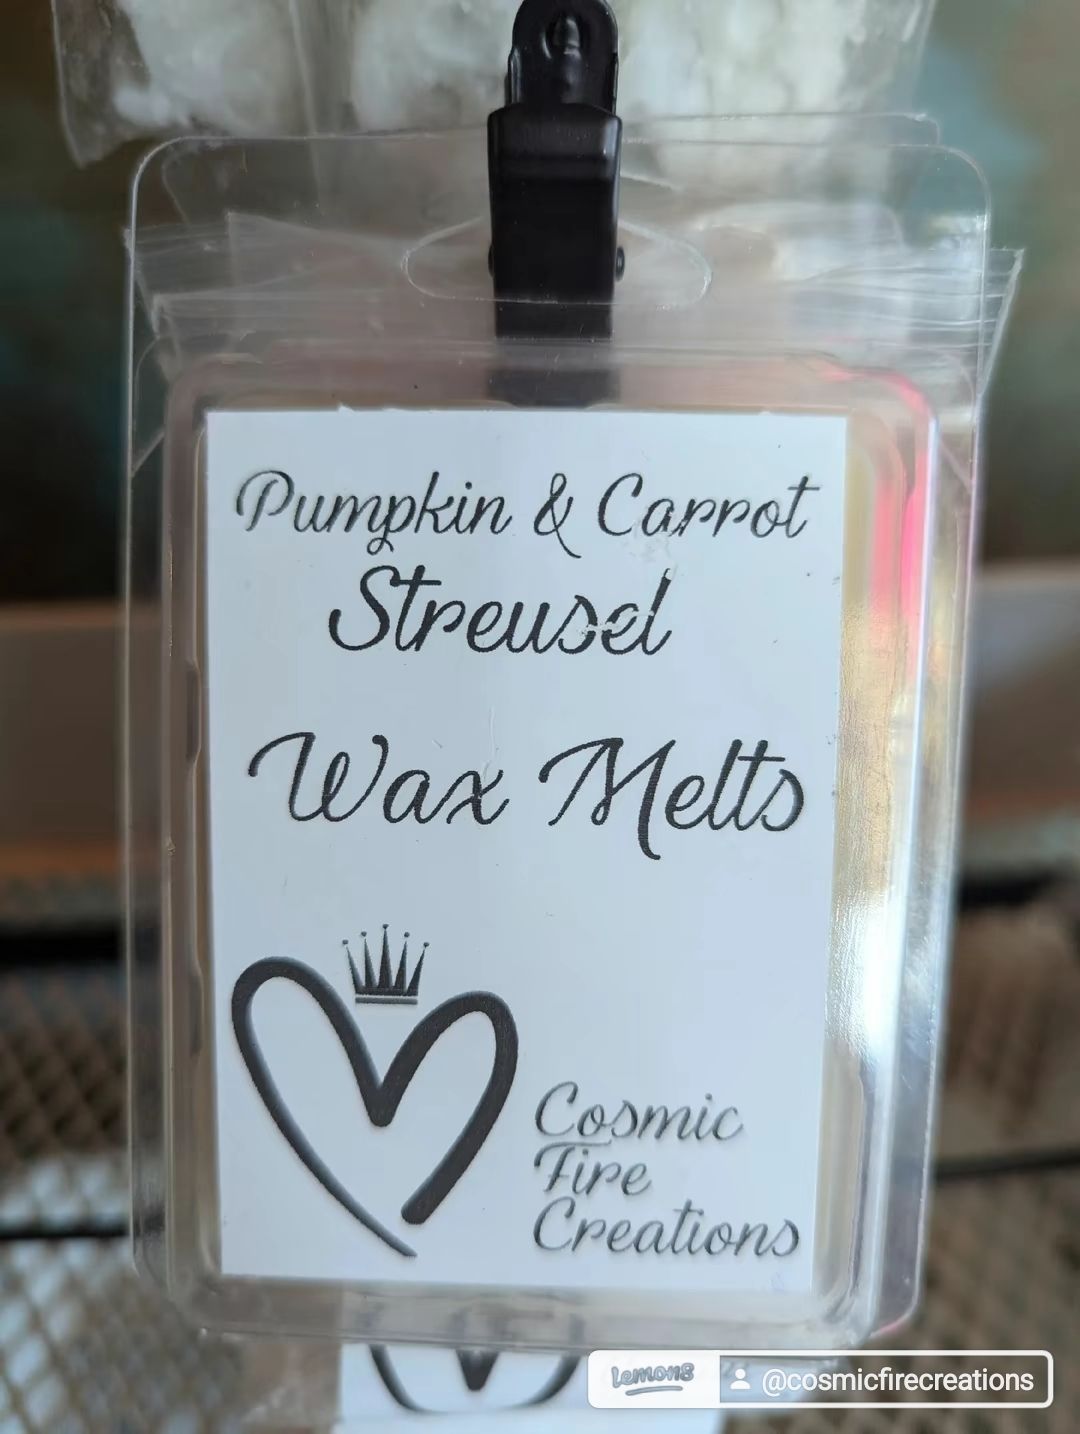 Pumpkin & Carrot
Streusel
Wax Melts
Cosmic
Fire
Creations
lemon8 @cosmicfirecreations